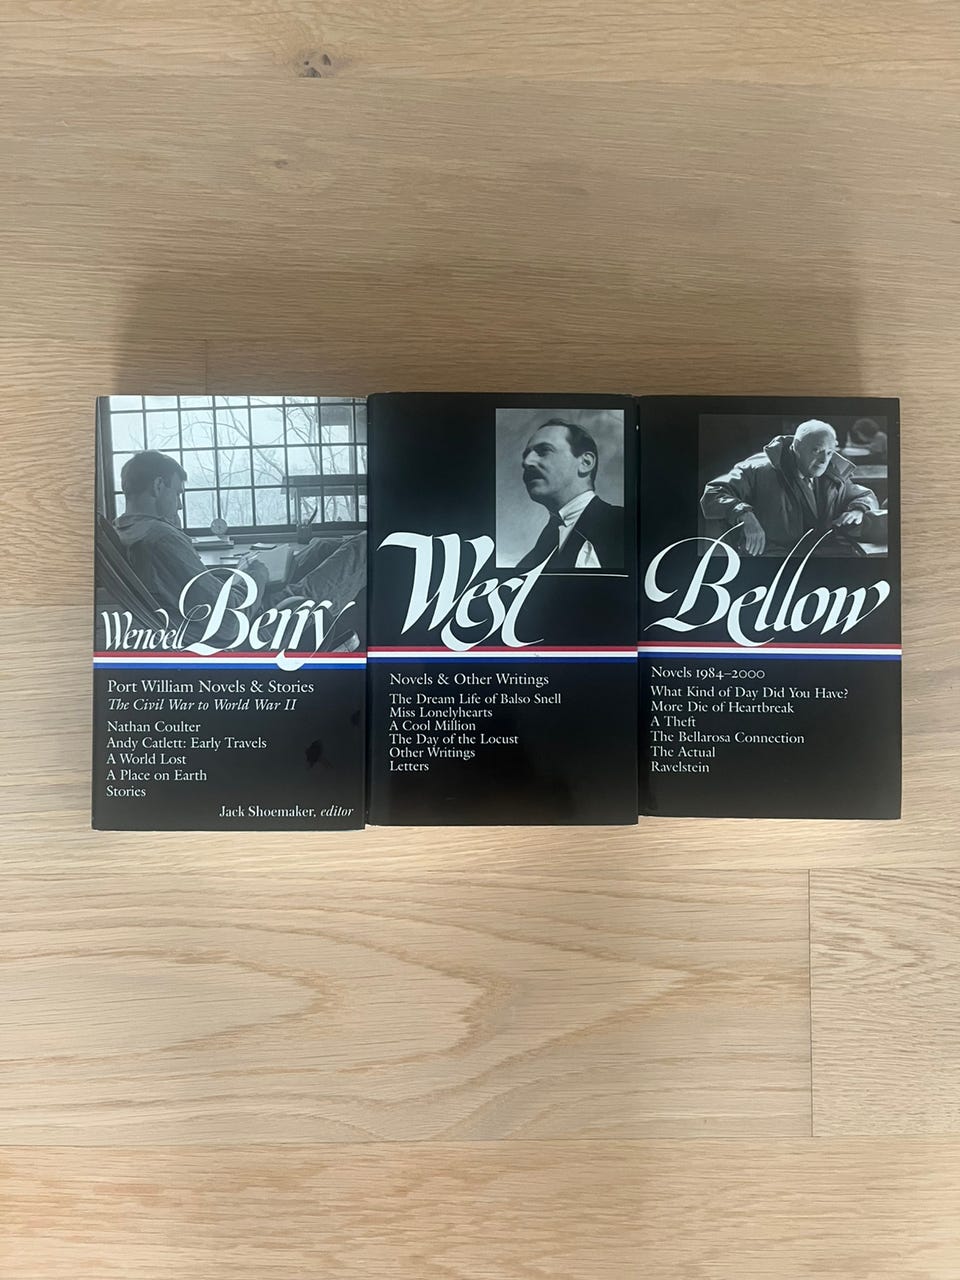 Wendell Berry
Port William Novels & Stories
The Civil War to World War II
Nathan Coulter
Andy Catlett: Early Travels
A World Lost
A Place on Earth
Stories
Jack Shoemaker, editor
West
Novels & Other Writings
The Dream Life of Balso Snell
Miss Lonelyhearts
A Cool Million
The Day of the Locust
Other Writings
Letters
Bellow
Novels 1984–2000
What Kind of Day Did You Have?
More Die of Heartbreak
A Theft
The Bellarosa Connection
The Actual
Ravelstein